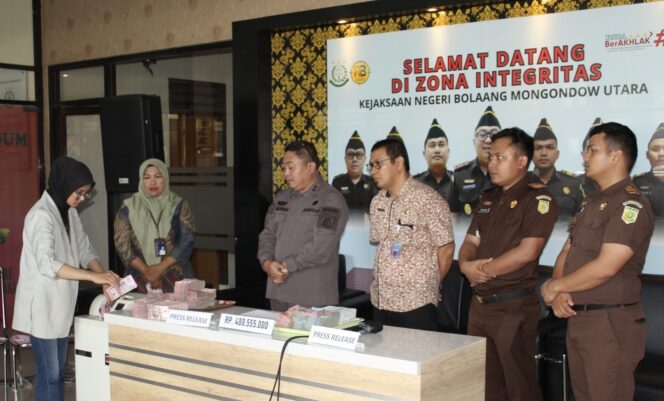 SELAMAT DATANG
DI ZONA INTEGRITAS
KEJAKSAAN NEGERI BOLAANG MONGONDOW UTARA
BerAKHLAK #
DUM
PRESS RELEASE
RP. 488.555.000
PRESS RELEASE